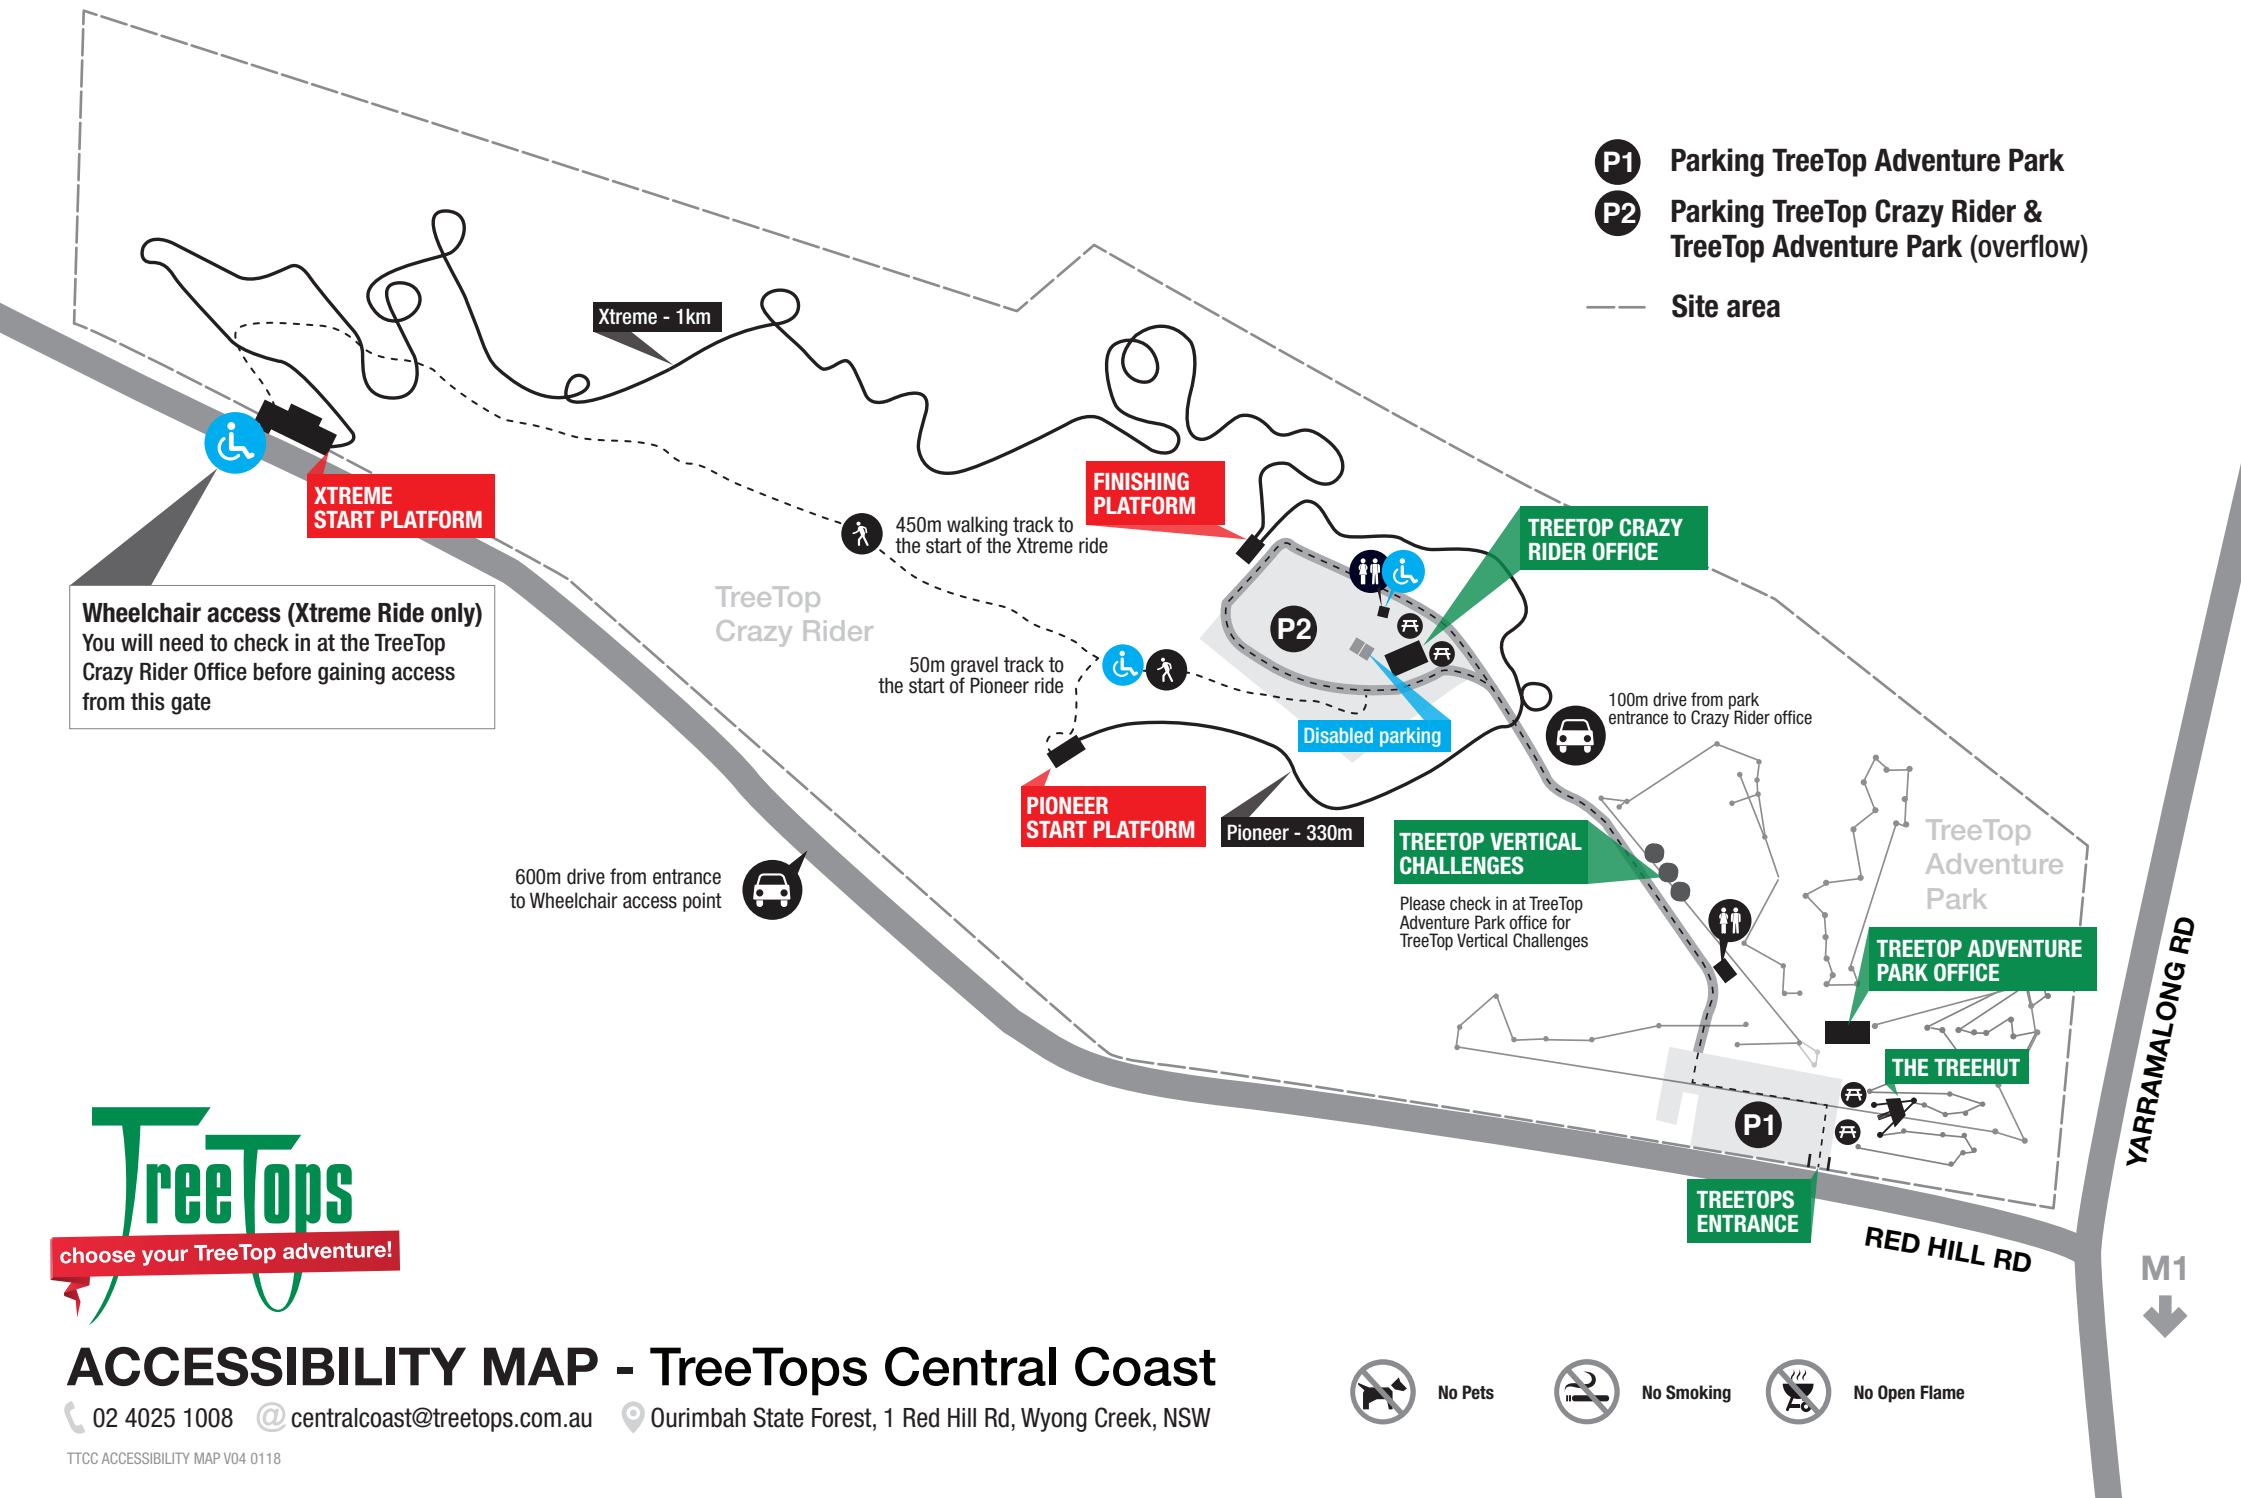 P1 Parking TreeTop Adventure Park
P2 Parking TreeTop Crazy Rider &
TreeTop Adventure Park (overflow)
Site area
Xtreme - 1km
XTREME
START PLATFORM
Wheelchair access (Xtreme Ride only)
You will need to check in at the TreeTop
Crazy Rider Office before gaining access
from this gate
450m walking track to
the start of the Xtreme ride
FINISHING
PLATFORM
TREETOP CRAZY
RIDER OFFICE
TreeTop
Crazy Rider
P2
50m gravel track to
the start of Pioneer ride
Disabled parking
100m drive from park
entrance to Crazy Rider office
PIONEER
START PLATFORM
Pioneer - 330m
TREETOP VERTICAL
CHALLENGES
Please check in at TreeTop
Adventure Park office for
TreeTop Vertical Challenges
TreeTop
Adventure
Park
600m drive from entrance
to Wheelchair access point
TREETOP ADVENTURE
PARK OFFICE
THE TREEHUT
P1
TREETOPS
ENTRANCE
YARRAMALONG RD
RED HILL RD
M1
TreeTops
choose your TreeTop adventure!
ACCESSIBILITY MAP - TreeTops Central Coast
02 4025 1008 @ centralcoast@treetops.com.au Ourimbah State Forest, 1 Red Hill Rd, Wyong Creek, NSW
No Pets
No Smoking
No Open Flame
TTCC ACCESSIBILITY MAP V04 0118